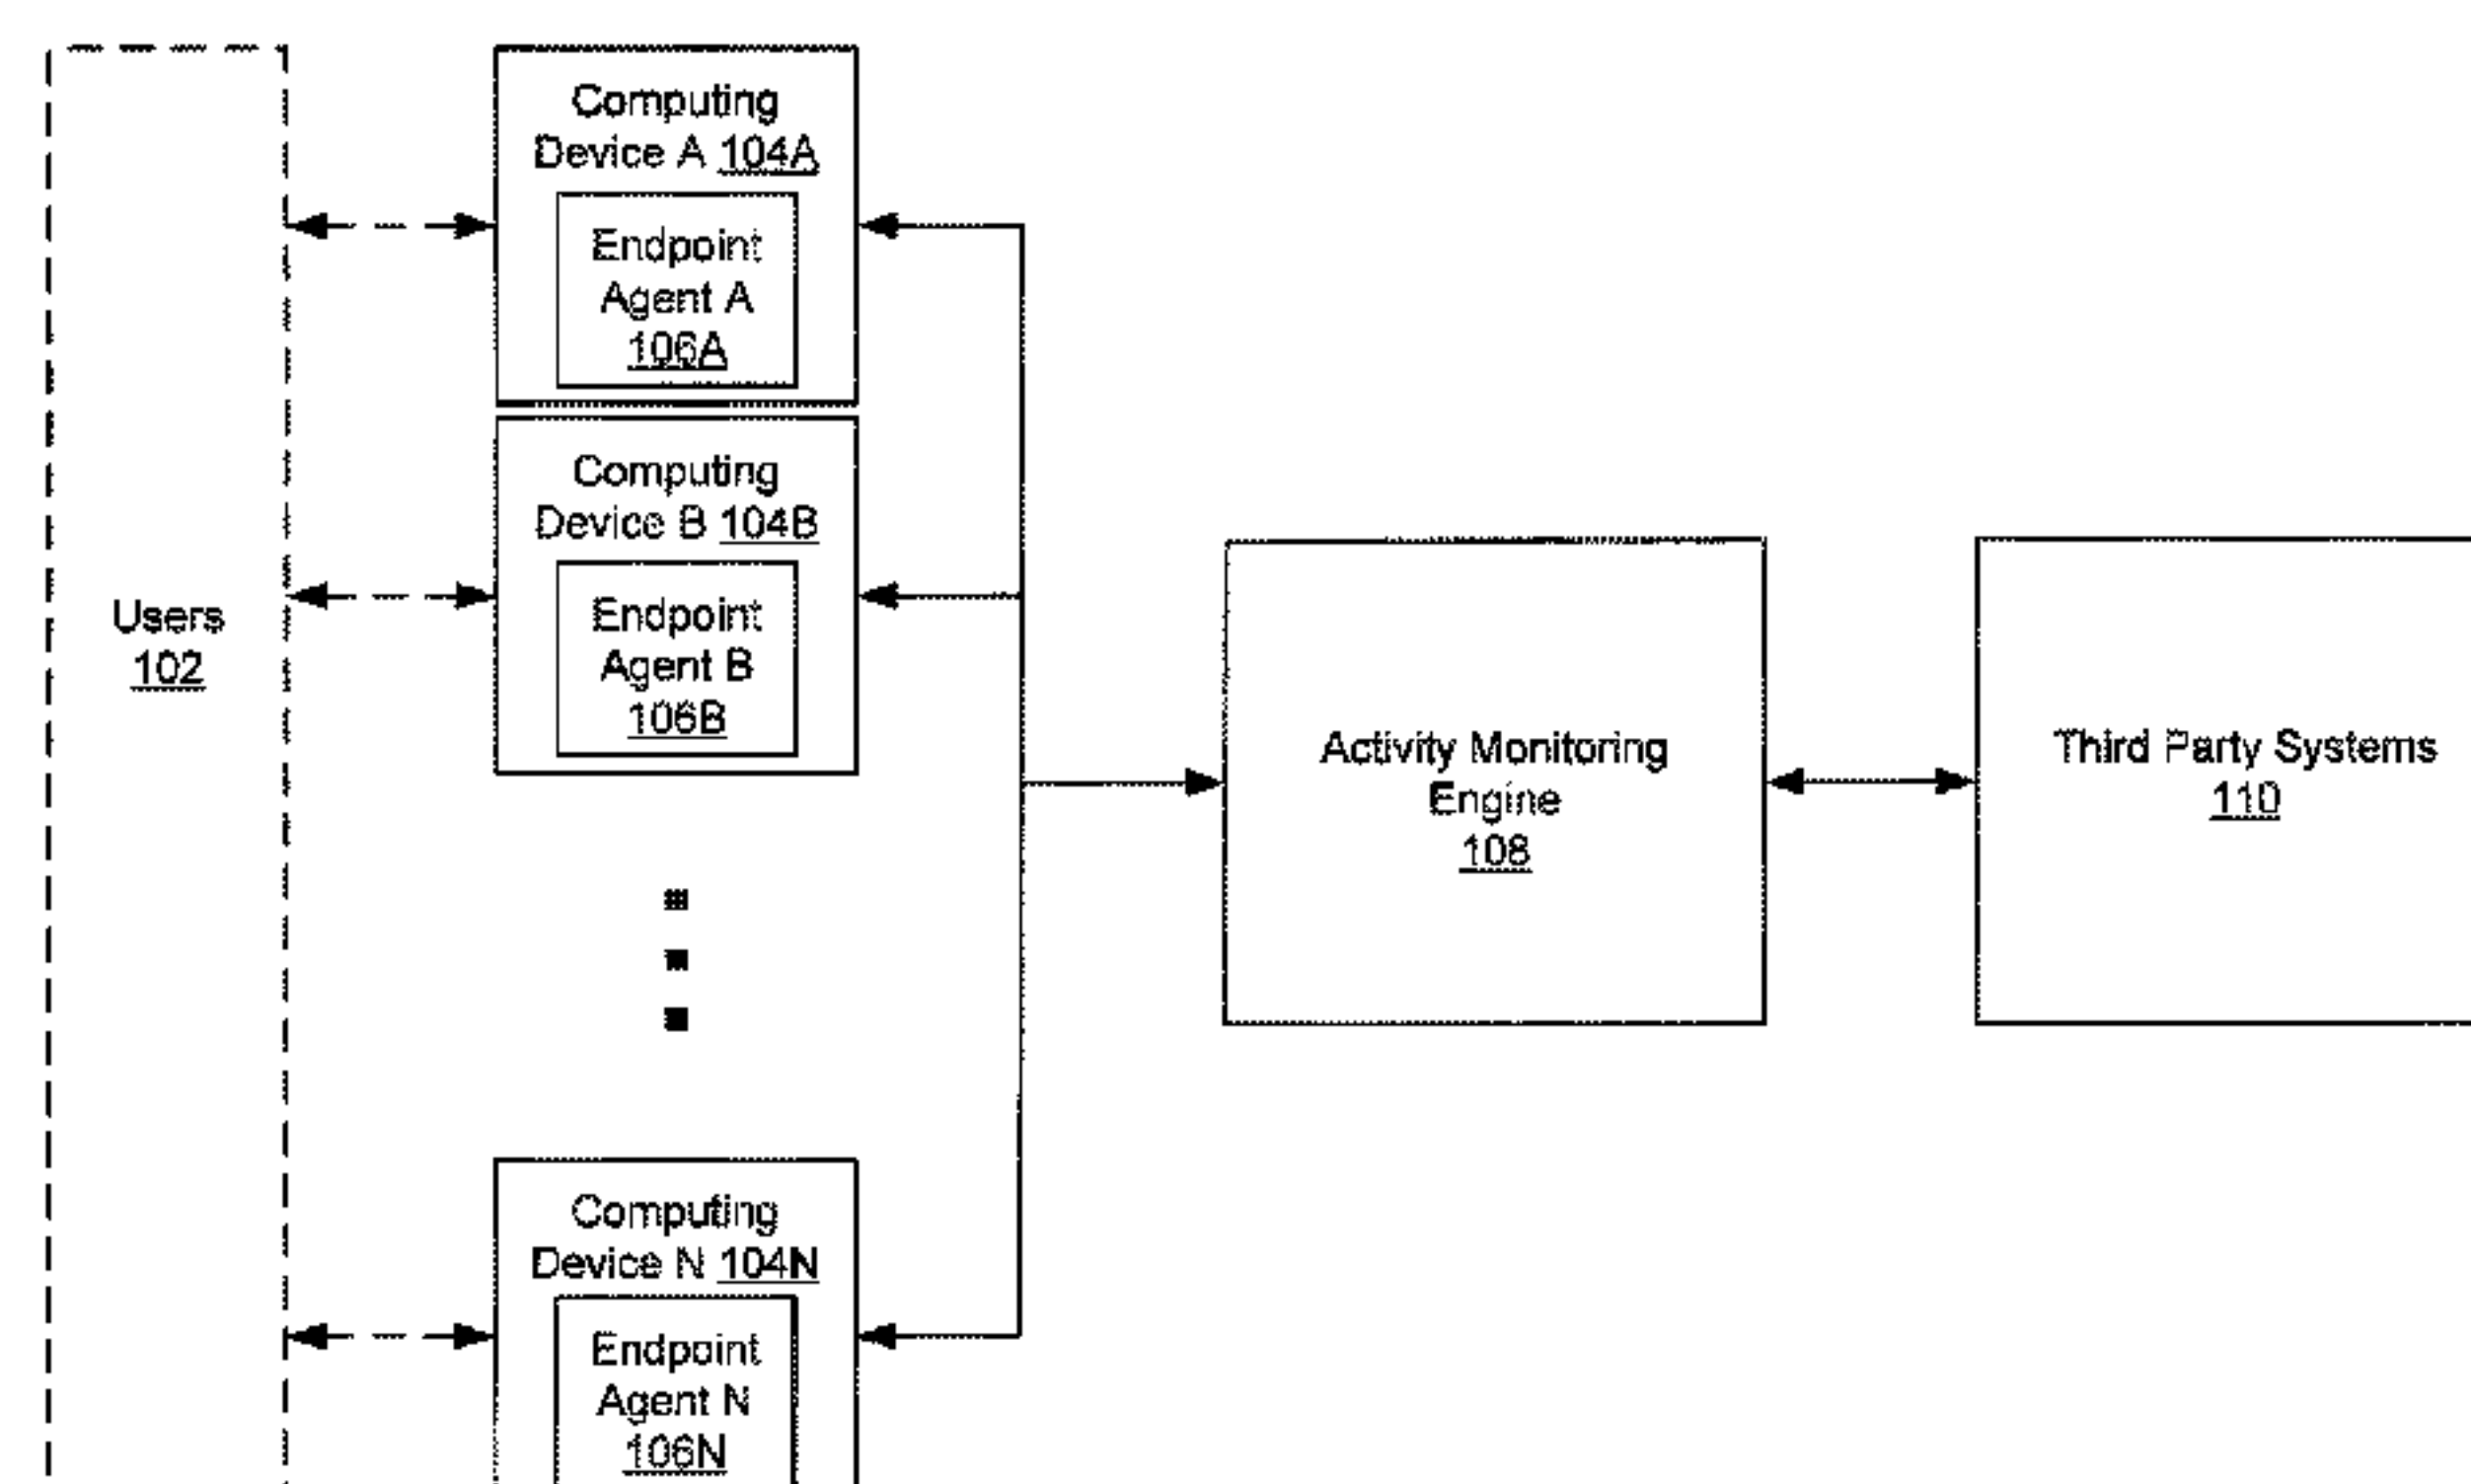 Users
102
Computing
Device A 104A
Endpoint
Agent A
106A
Computing
Device B 104B
Endpoint
Agent B
106B
Computing
Device N 104N
Endpoint
Agent N
106N
Activity Monitoring
Engine
108
Third Party Systems
110